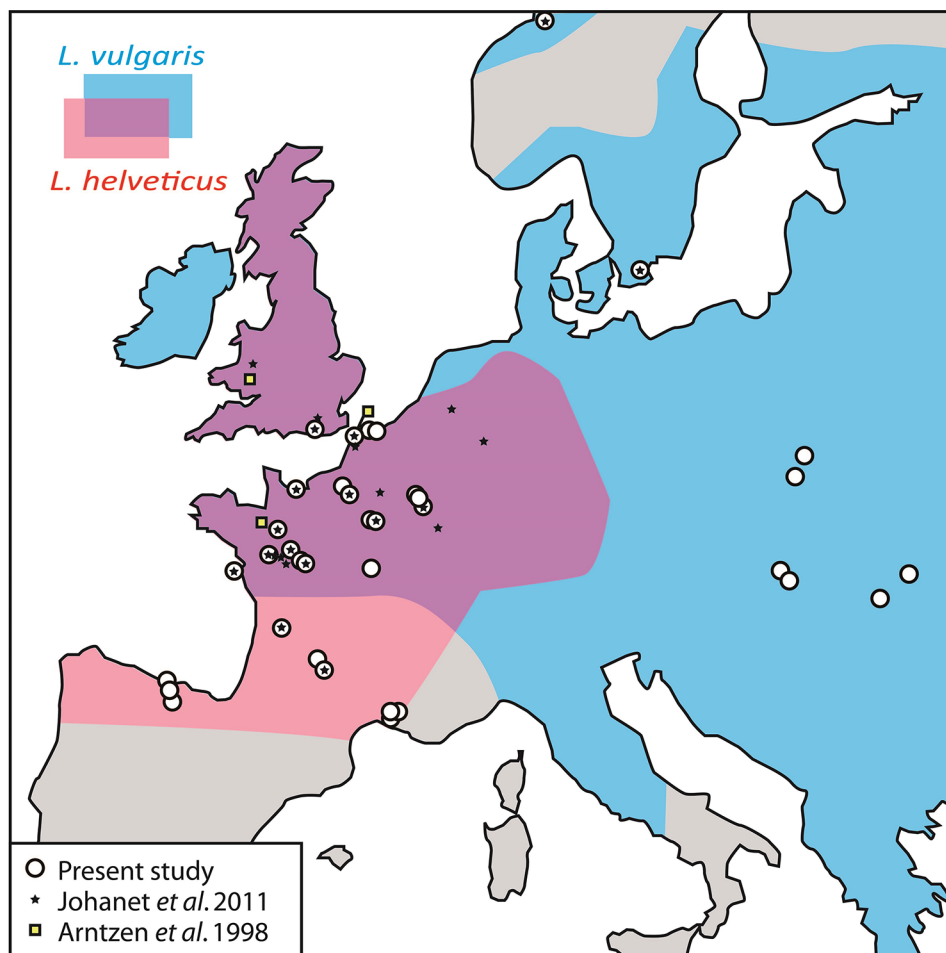 L. vulgaris
L. helveticus
Present study
Johanet et al. 2011
Arntzen et al. 1998